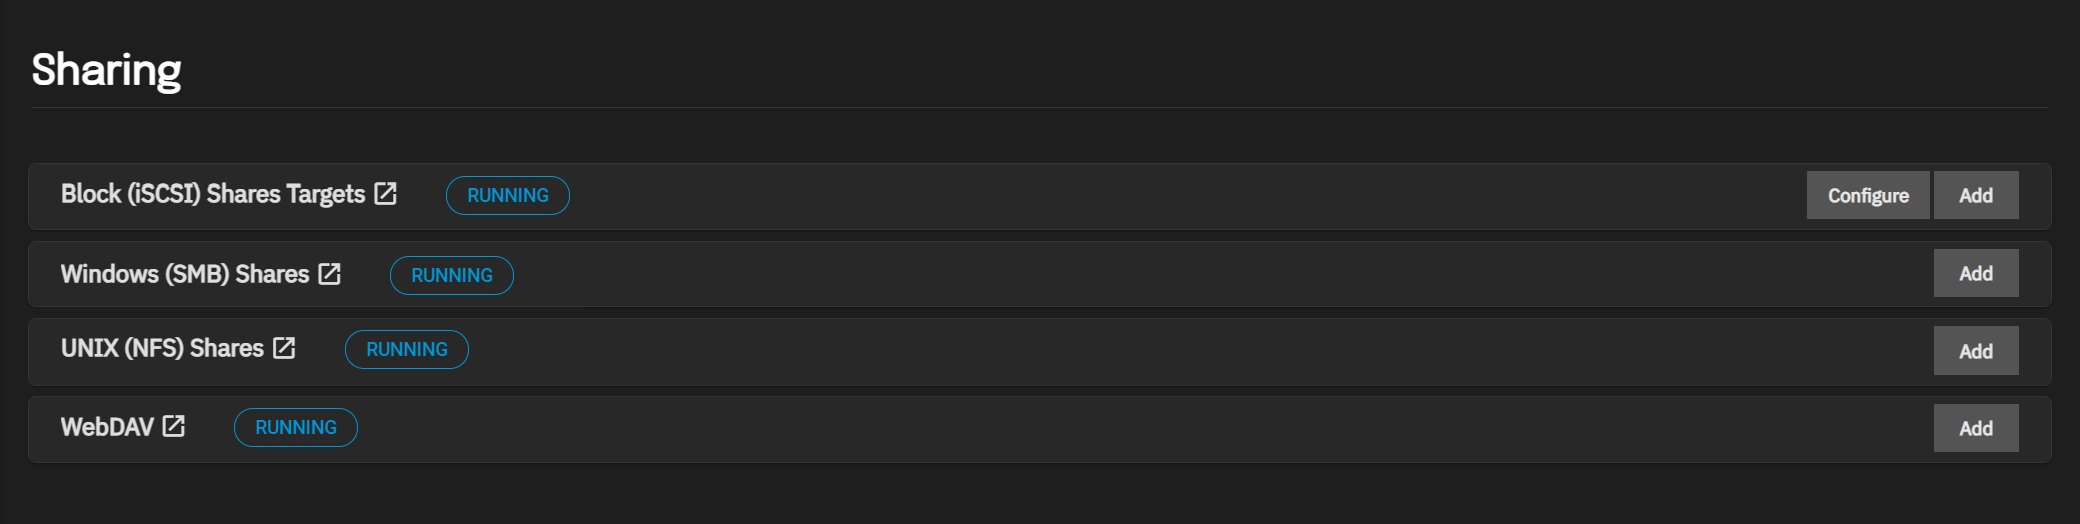 Sharing
Block (iSCSI) Shares Targets RUNNING Configure Add
Windows (SMB) Shares RUNNING Add
UNIX (NFS) Shares RUNNING Add
WebDAV RUNNING Add